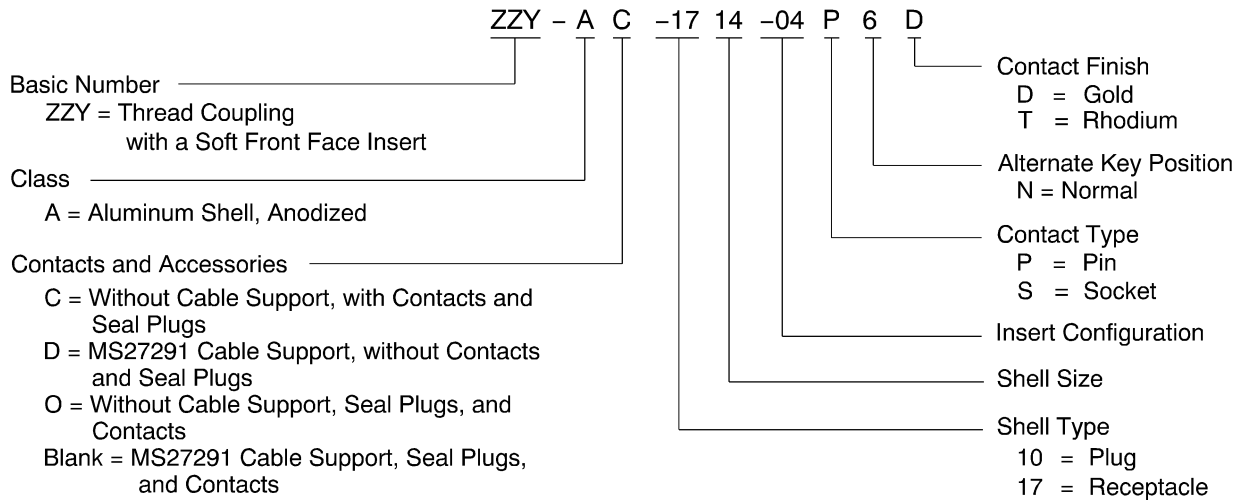 ZZY - A C -17 14 -04 P 6 D
Basic Number
ZZY = Thread Coupling
with a Soft Front Face Insert
Class
A = Aluminum Shell, Anodized
Contacts and Accessories
C = Without Cable Support, with Contacts and
Seal Plugs
D = MS27291 Cable Support, without Contacts
and Seal Plugs
O = Without Cable Support, Seal Plugs, and
Contacts
Blank = MS27291 Cable Support, Seal Plugs,
and Contacts
Contact Finish
D = Gold
T = Rhodium
Alternate Key Position
N = Normal
Contact Type
P = Pin
S = Socket
Insert Configuration
Shell Size
Shell Type
10 = Plug
17 = Receptacle